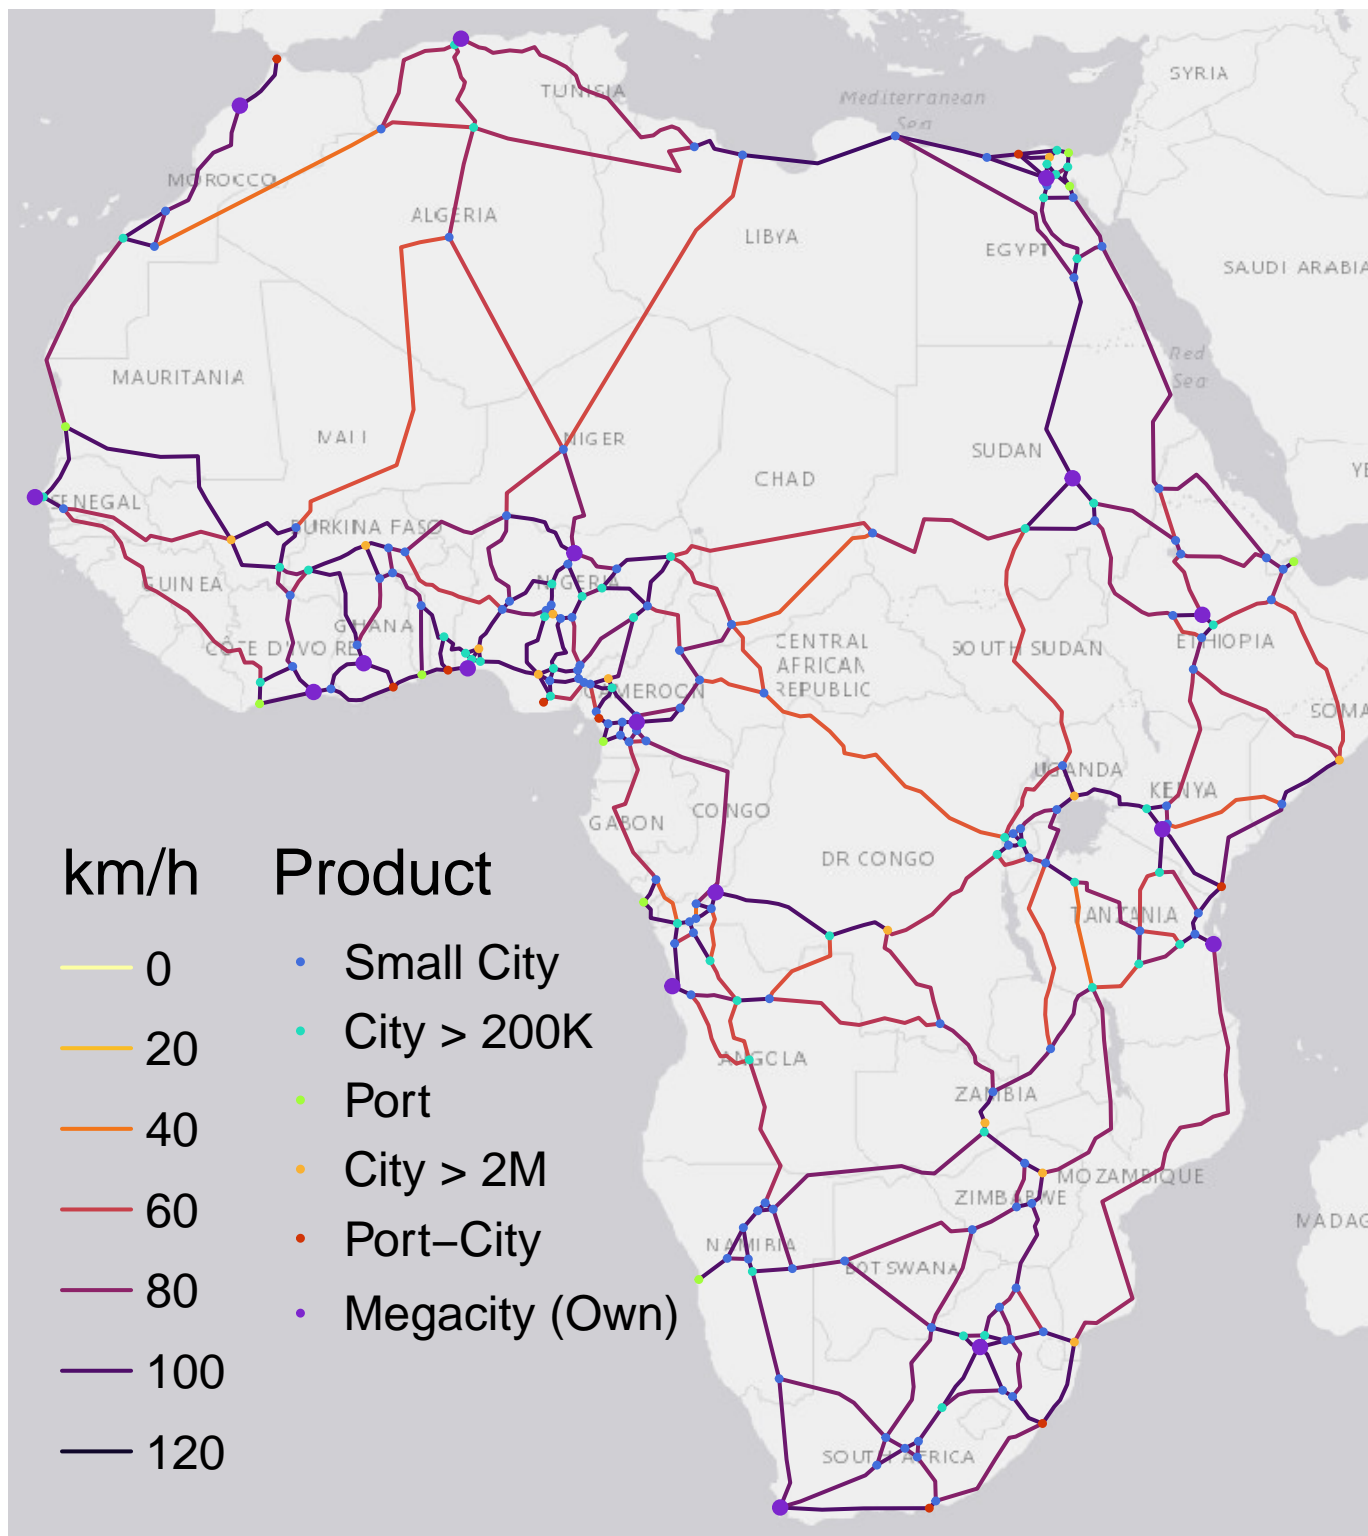 SYRIA
TUNISIA
Mediterranean
Sea
MOROCCO
ALGERIA
LIBYA
EGYPT
SAUDI ARABIA
Red
Sea
MAURITANIA
MALI
NIGER
SUDAN
CHAD
YE
SENEGAL
BURKINA FASO
NIGERIA
GUINEA
GHANA
CÔTE D'IVOIRE
CENTRAL
AFRICAN
REPUBLIC
SOUTH SUDAN
ETHIOPIA
CAMEROON
SOMA
UGANDA
KENYA
GABON
CONGO
DR CONGO
TANZANIA
km/h
0
20
40
60
80
100
120
Product
Small City
City > 200K
Port
City > 2M
Port−City
Megacity (Own)
ANGOLA
ZAMBIA
MOZAMBIQUE
ZIMBABWE
MADAG
NAMIBIA
BOTSWANA
SOUTH AFRICA